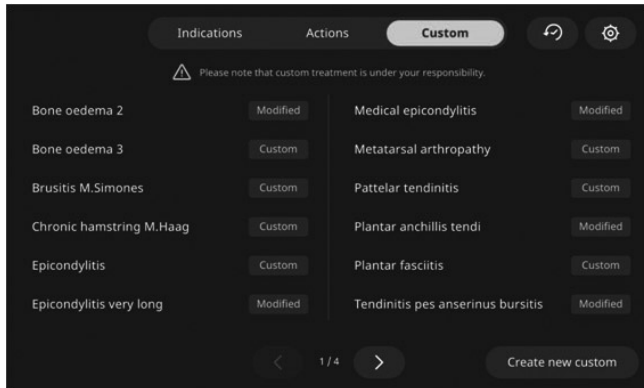 Indications Actions Custom
Please note that custom treatment is under your responsibility.
Bone oedema 2 Modified
Bone oedema 3 Custom
Brusitis M.Simones Custom
Chronic hamstring M.Haag Custom
Epicondylitis Custom
Epicondylitis very long Modified
Medical epicondylitis Modified
Metatarsal arthropathy Custom
Pattelar tendinitis Custom
Plantar anchillis tendi Modified
Plantar fasciitis Custom
Tendinitis pes anserinus bursitis Modified
1 / 4
Create new custom